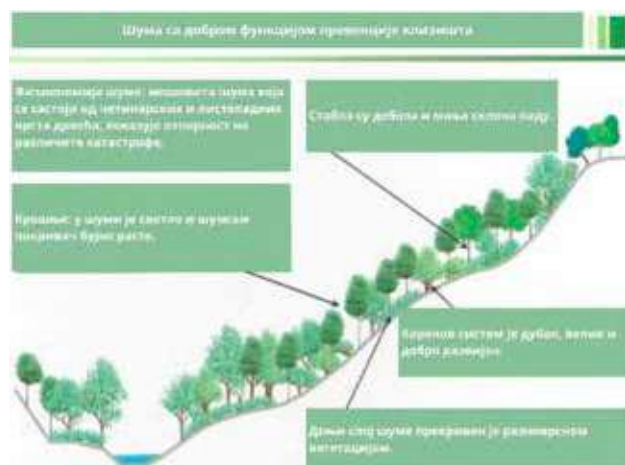 Шума са добром функцијом превенције клизишта
Физиономија шуме: мешовита шума која
се састоји од четинарских и листопадних
врста дрвећа, показује отпорност на
различите катастрофе.
Стабла су дебела и мања склона паду.
Крошње: у шуми је светло и шумски
покривач бујно расте.
Коренов систем је дубок, велик и
добро развијен.
Доњи слој шуме прекривен је разноврсном
вегетацијом.